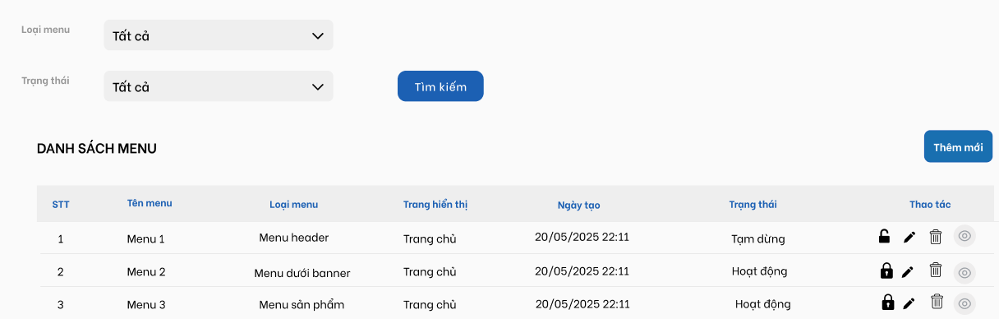 Loại menu
Tất cả
Trạng thái
Tất cả
Tìm kiếm
DANH SÁCH MENU
Thêm mới
STT Tên menu Loại menu Trang hiển thị Ngày tạo Trạng thái Thao tác
1 Menu 1 Menu header Trang chủ 20/05/2025 22:11 Tạm dừng
2 Menu 2 Menu dưới banner Trang chủ 20/05/2025 22:11 Hoạt động
3 Menu 3 Menu sản phẩm Trang chủ 20/05/2025 22:11 Hoạt động